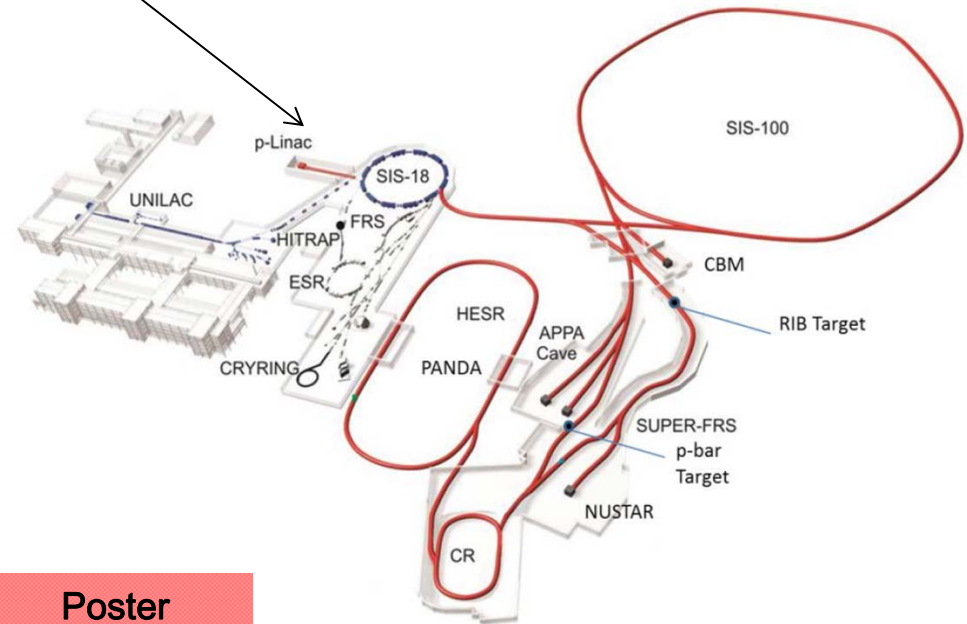 p-Linac
SIS-100
SIS-18
UNILAC
FRS
HITRAP
ESR
CBM
HESR
RIB Target
APPA
Cave
CRYRING
PANDA
SUPER-FRS
p-bar
Target
NUSTAR
CR
Poster